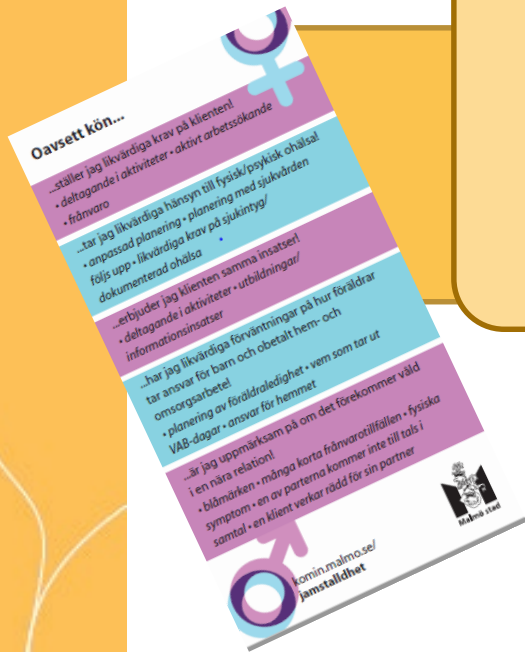 Oavsett kön...
...ställer jag likvärdiga krav på klienten!
• deltagande i aktiviteter • aktivt arbetssökande
• frånvaro
...tar jag likvärdiga hänsyn till fysisk/psykisk ohälsa!
• anpassad planering • planering med sjukvården
följs upp • likvärdiga krav på sjukintyg/
dokumenterad ohälsa
...erbjuder jag klienten samma insatser!
• deltagande i aktiviteter • utbildningar/
informationsinsatser
...har jag likvärdiga förväntningar på hur föräldrar
tar ansvar för barn och obetalt hem- och
omsorgsarbete!
• planering av föräldraledighet • vem som tar ut
VAB-dagar • ansvar för hemmet
...är jag uppmärksam på om det förekommer våld
i en nära relation!
• blåmärken • många korta frånvarotillfällen • fysiska
symptom • en av parterna kommer inte till tals i
samtal • en klient verkar rädd för sin partner
komin.malmo.se/
jamstalldhet
Malmö stad